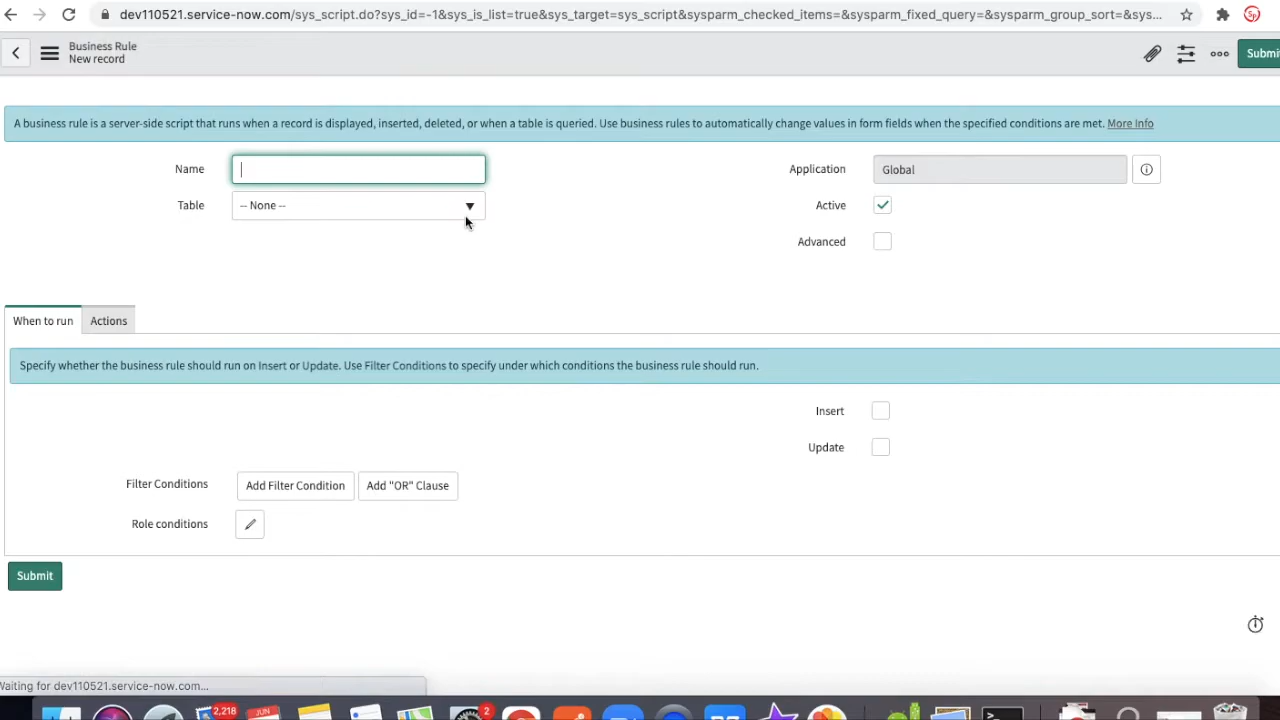 dev110521.service-now.com/sys_script.do?sys_id=-1&sys_is_list=true&sys_target=sys_script&sysparm_checked_items=&sysparm_fixed_query=&sysparm_group_sort=&sys...
Sp
Business Rule
New record
Submi
A business rule is a server-side script that runs when a record is displayed, inserted, deleted, or when a table is queried. Use business rules to automatically change values in form fields when the specified conditions are met. More Info
Name
Application Global
Table -- None --
Active
Advanced
When to run Actions
Specify whether the business rule should run on Insert or Update. Use Filter Conditions to specify under which conditions the business rule should run.
Insert
Update
Filter Conditions Add Filter Condition Add "OR" Clause
Role conditions
Submit
Waiting for dev110521.service-now.com...
2,218
JUN
2